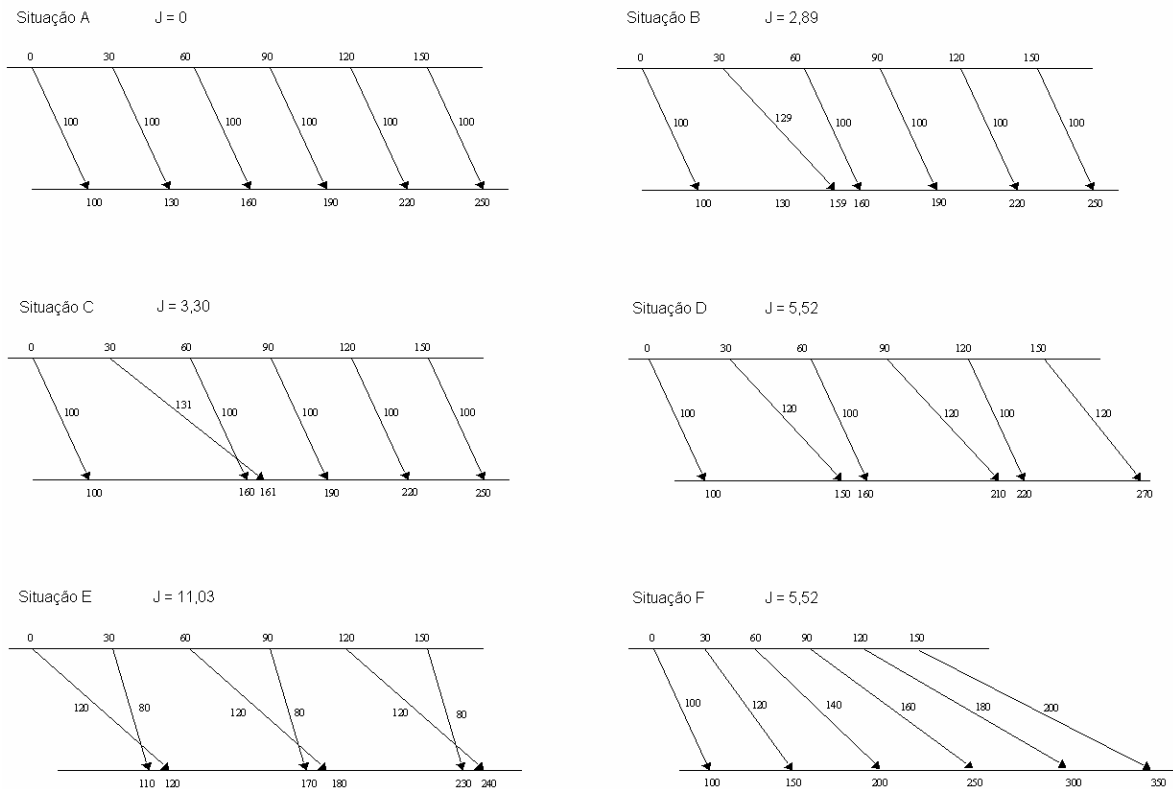 Situação A J = 0
0 30 60 90 120 150
100 100 100 100 100 100
100 130 160 190 220 250
Situação B J = 2,89
0 30 60 90 120 150
100 129 100 100 100 100
100 130 159 160 190 220 250
Situação C J = 3,30
0 30 60 90 120 150
100 131 100 100 100 100
100 160 161 190 220 250
Situação D J = 5,52
0 30 60 90 120 150
100 120 100 120 100 120
100 150 160 210 220 270
Situação E J = 11,03
0 30 60 90 120 150
120 80 120 80 120 80
110 120 170 180 230 240
Situação F J = 5,52
0 30 60 90 120 150
100 120 140 160 180 200
100 150 200 250 300 350